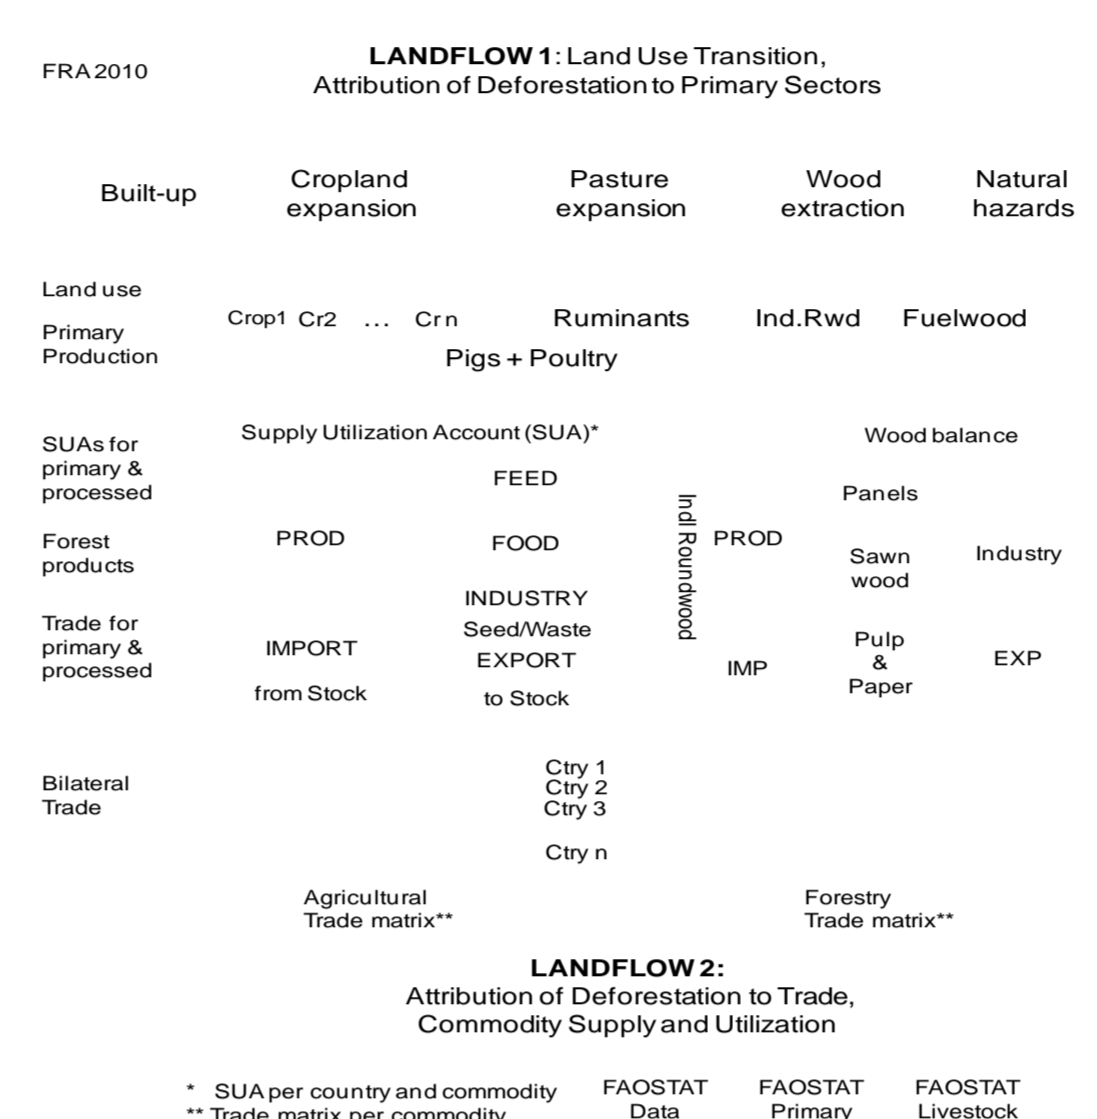 FRA 2010
LANDFLOW 1: Land Use Transition,
Attribution of Deforestation to Primary Sectors
Built-up
Cropland
expansion
Pasture
expansion
Wood
extraction
Natural
hazards
Land use
Primary
Production
Crop1 Cr2 ... Cr n
Ruminants
Ind.Rwd
Fuelwood
Pigs + Poultry
SUAs for
primary &
processed
Supply Utilization Account (SUA)*
Wood balance
FEED
Panels
Forest
products
PROD
FOOD
Indl Roundwood
PROD
Sawn
wood
Industry
INDUSTRY
Trade for
primary &
processed
Seed/Waste
IMPORT
EXPORT
IMP
Pulp
&
Paper
EXP
from Stock
to Stock
Bilateral
Trade
Ctry 1
Ctry 2
Ctry 3
Ctry n
Agricultural
Trade matrix**
Forestry
Trade matrix**
LANDFLOW 2:
Attribution of Deforestation to Trade,
Commodity Supply and Utilization
* SUA per country and commodity
** Trade matrix per commodity
FAOSTAT
Data
FAOSTAT
Primary
FAOSTAT
Livestock